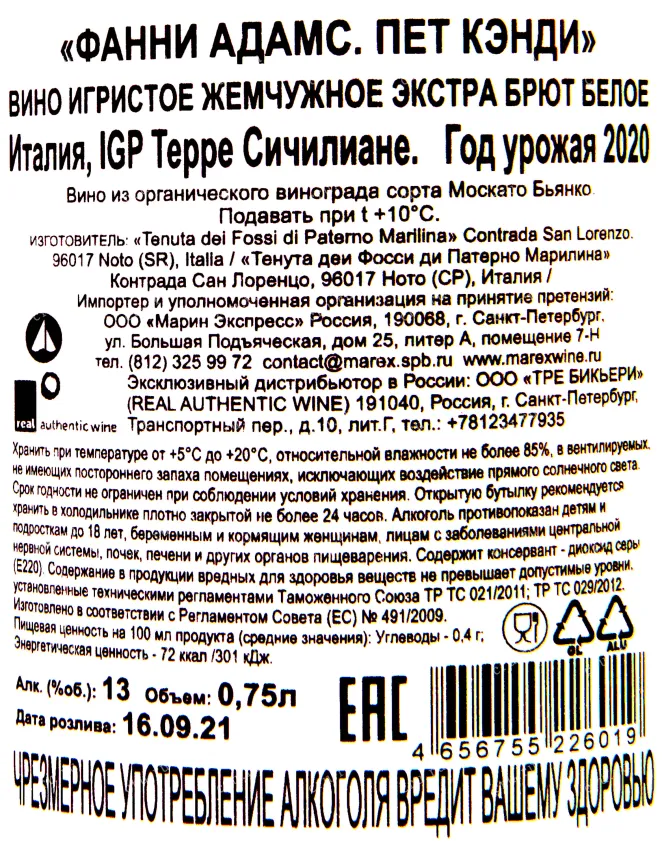 «ФАННИ АДАМС. ПЕТ КЭНДИ»
ВИНО ИГРИСТОЕ ЖЕМЧУЖНОЕ ЭКСТРА БРЮТ БЕЛОЕ
Италия, IGP Терре Сичилиане. Год урожая 2020
Вино из органического винограда сорта Москато Бьянко.
Подавать при t +10°C.
ИЗГОТОВИТЕЛЬ: «Tenuta dei Fossi di Paterno Marilina» Contrada San Lorenzo.
96017 Noto (SR), Italia / «Тенута деи Фосси ди Патерно Марилина»
Контрада Сан Лоренцо, 96017 Ното (СР), Италия /
Импортер и уполномоченная организация на принятие претензий:
ООО «Марин Экспресс» Россия, 190068, г. Санкт-Петербург,
ул. Большая Подъяческая, дом 25, литер А, помещение 7-Н
тел. (812) 325 99 72 contact@marex.spb.ru www.marexwine.ru
Эксклюзивный дистрибьютор в России: ООО «ТРЕ БИКЬЕРИ»
(REAL AUTHENTIC WINE) 191040, Россия, г. Санкт-Петербург,
real authentic wine Транспортный пер., д.10, лит.Г, тел.: +78123477935
Хранить при температуре от +5°С до +20°С, относительной влажности не более 85%, в вентилируемых,
не имеющих постороннего запаха помещениях, исключающих воздействие прямого солнечного света.
Срок годности не ограничен при соблюдении условий хранения. Открытую бутылку рекомендуется
хранить в холодильнике плотно закрытой не более 24 часов. Алкоголь противопоказан детям и
подросткам до 18 лет, беременным и кормящим женщинам, лицам с заболеваниями центральной
нервной системы, почек, печени и других органов пищеварения. Содержит консервант - диоксид серы
(Е220). Содержание в продукции вредных для здоровья веществ не превышает допустимые уровни,
установленные техническими регламентами Таможенного Союза ТР ТС 021/2011; ТР ТС 029/2012.
Изготовлено в соответствии с Регламентом Совета (ЕС) № 491/2009.
Пищевая ценность на 100 мл продукта (средние значения): Углеводы - 0,4 г;
Энергетическая ценность - 72 ккал /301 кДж.
GL ALU
Алк. (%об.): 13 Объем: 0,75л
Дата розлива: 16.09.21
EAC
4 656755 226019
ЧРЕЗМЕРНОЕ УПОТРЕБЛЕНИЕ АЛКОГОЛЯ ВРЕДИТ ВАШЕМУ ЗДОРОВЬЮ